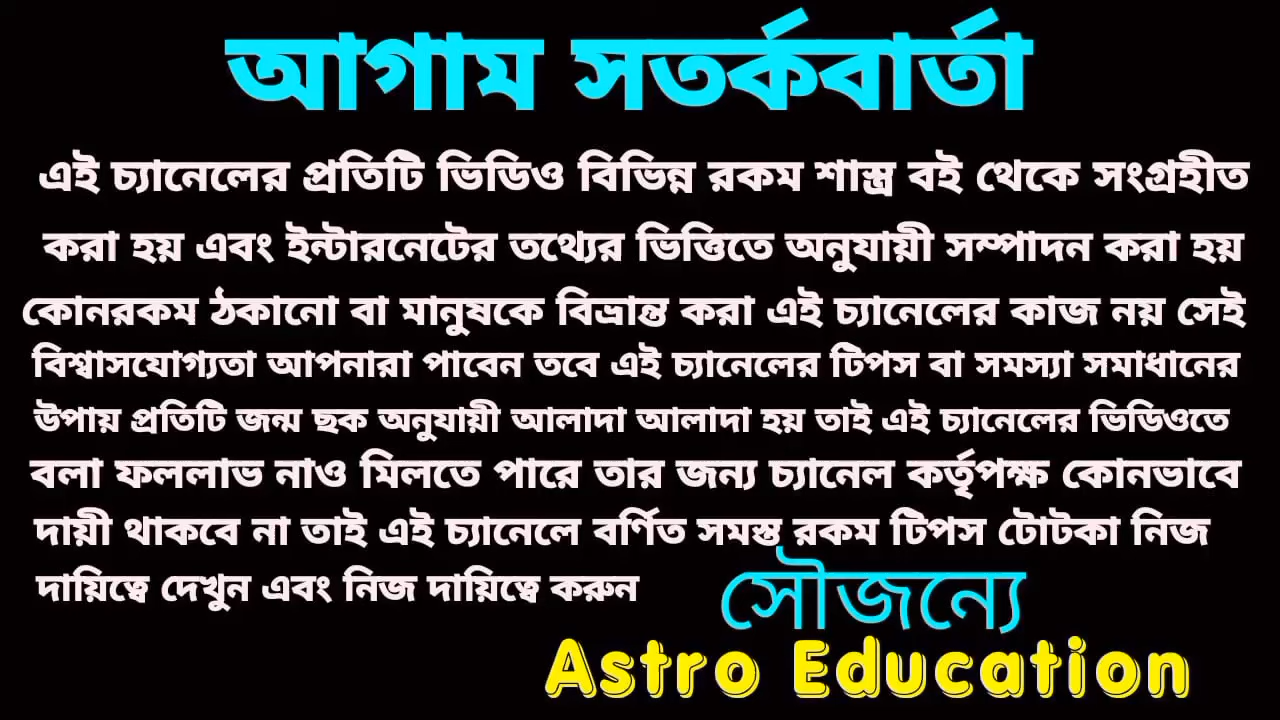 আগাম সতর্কবার্তা
এই চ্যানেলের প্রতিটি ভিডিও বিভিন্ন রকম শাস্ত্র বই থেকে সংগ্রহীত
করা হয় এবং ইন্টারনেটের তথ্যের ভিত্তিতে অনুযায়ী সম্পাদন করা হয়
কোনরকম ঠকানো বা মানুষকে বিভ্রান্ত করা এই চ্যানেলের কাজ নয় সেই
বিশ্বাসযোগ্যতা আপনারা পাবেন তবে এই চ্যানেলের টিপস বা সমস্যা সমাধানের
উপায় প্রতিটি জন্ম ছক অনুযায়ী আলাদা আলাদা হয় তাই এই চ্যানেলের ভিডিওতে
বলা ফললাভ নাও মিলতে পারে তার জন্য চ্যানেল কর্তৃপক্ষ কোনভাবে
দায়ী থাকবে না তাই এই চ্যানেলে বর্ণিত সমস্ত রকম টিপস টোটকা নিজ
দায়িত্বে দেখুন এবং নিজ দায়িত্বে করুন
সৌজন্যে
Astro Education